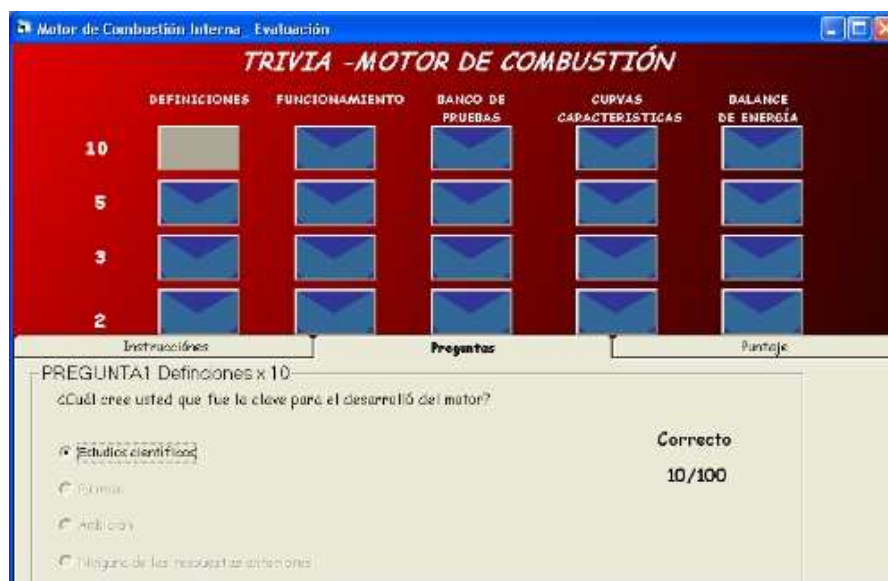 Motor de Combustión Interna Evaluación
TRIVIA -MOTOR DE COMBUSTIÓN
DEFINICIONES FUNCIONAMIENTO BANCO DE PRUEBAS CURVAS CARACTERISTICAS BALANCE DE ENERGÍA
10
5
3
2
Instrucciónes Preguntas Puntaje
PREGUNTA1 Definciones x 10
¿Cuál cree usted que fue la clave para el desarrolló del motor?
Estudios científicos
Correcto
10/100
Ambición
Ninguna de las respuestas anteriores